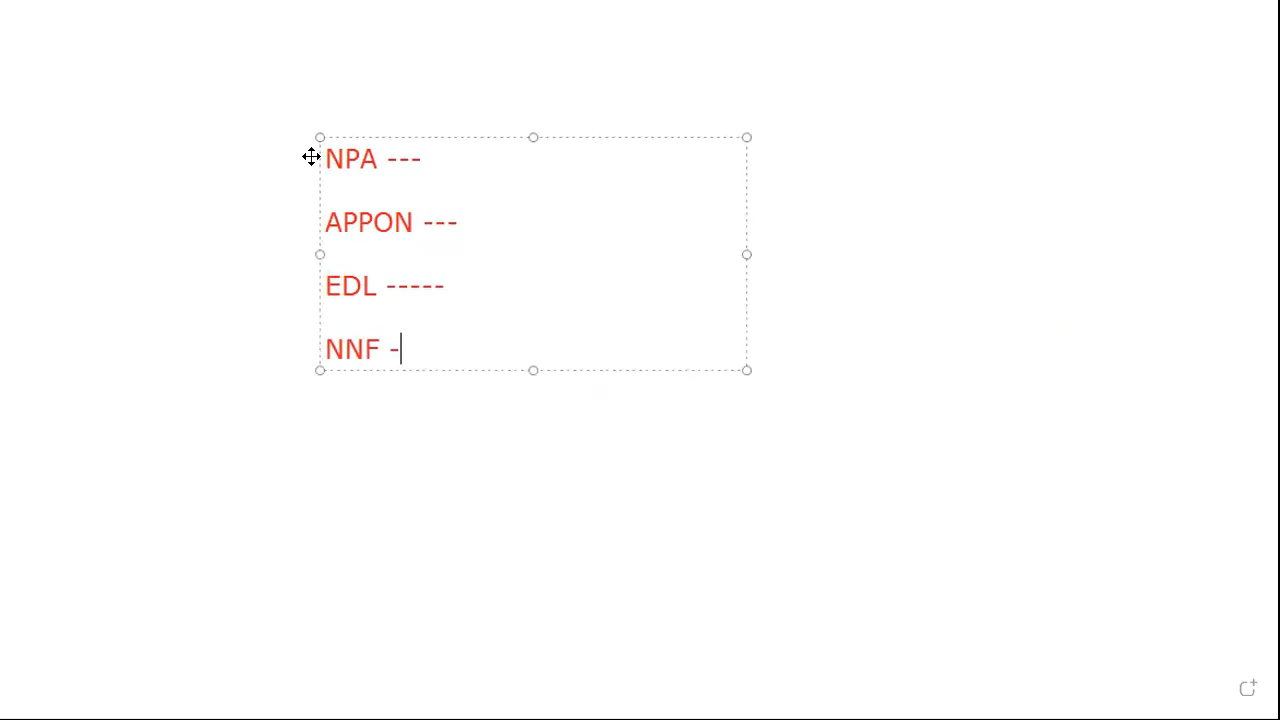 NPA ---
APPON ---
EDL -----
NNF -